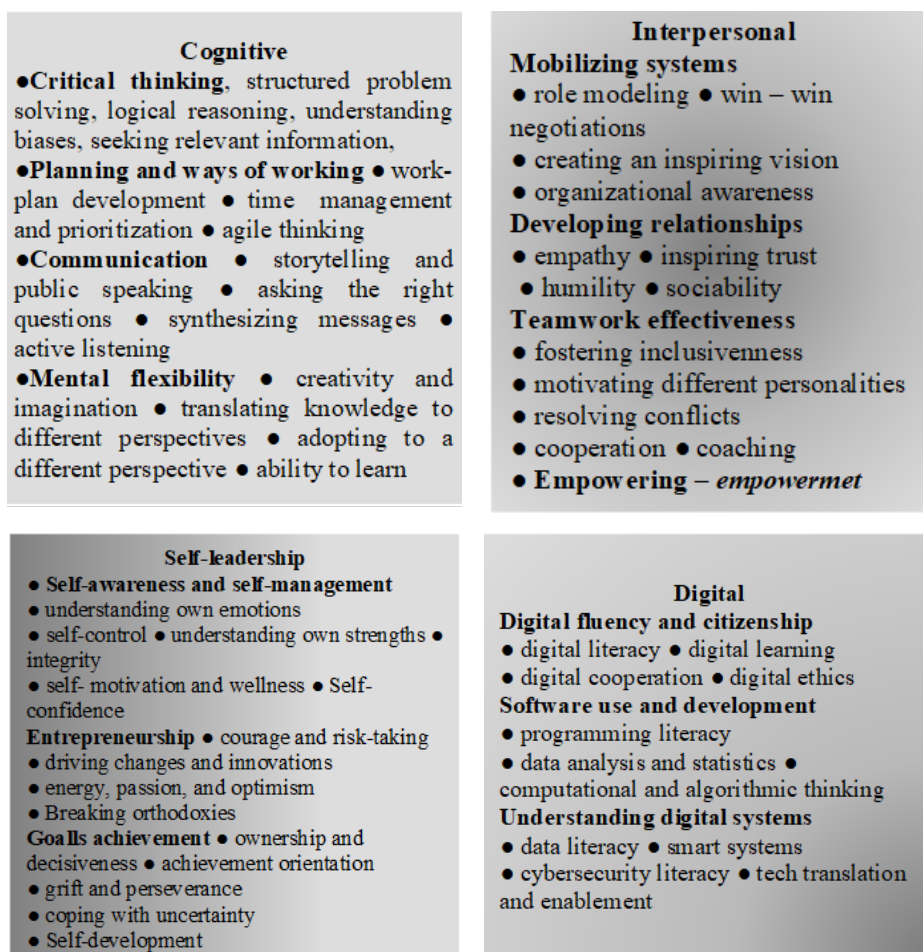 Cognitive
●Critical thinking, structured problem
solving, logical reasoning, understanding
biases, seeking relevant information,
●Planning and ways of working ● work-
plan development ● time management
and prioritization ● agile thinking
●Communication ● storytelling and
public speaking ● asking the right
questions ● synthesizing messages ●
active listening
●Mental flexibility ● creativity and
imagination ● translating knowledge to
different perspectives ● adopting to a
different perspective ● ability to learn
Interpersonal
Mobilizing systems
● role modeling ● win – win
negotiations
● creating an inspiring vision
● organizational awareness
Developing relationships
● empathy ● inspiring trust
● humility ● sociability
Teamwork effectiveness
● fostering inclusivenness
● motivating different personalities
● resolving conflicts
● cooperation ● coaching
● Empowering – empowermet
Self-leadership
● Self-awareness and self-management
● understanding own emotions
● self-control ● understanding own strengths ●
integrity
● self- motivation and wellness ● Self-
confidence
Entrepreneurship ● courage and risk-taking
● driving changes and innovations
● energy, passion, and optimism
● Breaking orthodoxies
Goalls achievement ● ownership and
decisiveness ● achievement orientation
● grift and perseverance
● coping with uncertainty
● Self-development
Digital
Digital fluency and citizenship
● digital literacy ● digital learning
● digital cooperation ● digital ethics
Software use and development
● programming literacy
● data analysis and statistics ●
computational and algorithmic thinking
Understanding digital systems
● data literacy ● smart systems
● cybersecurity literacy ● tech translation
and enablement